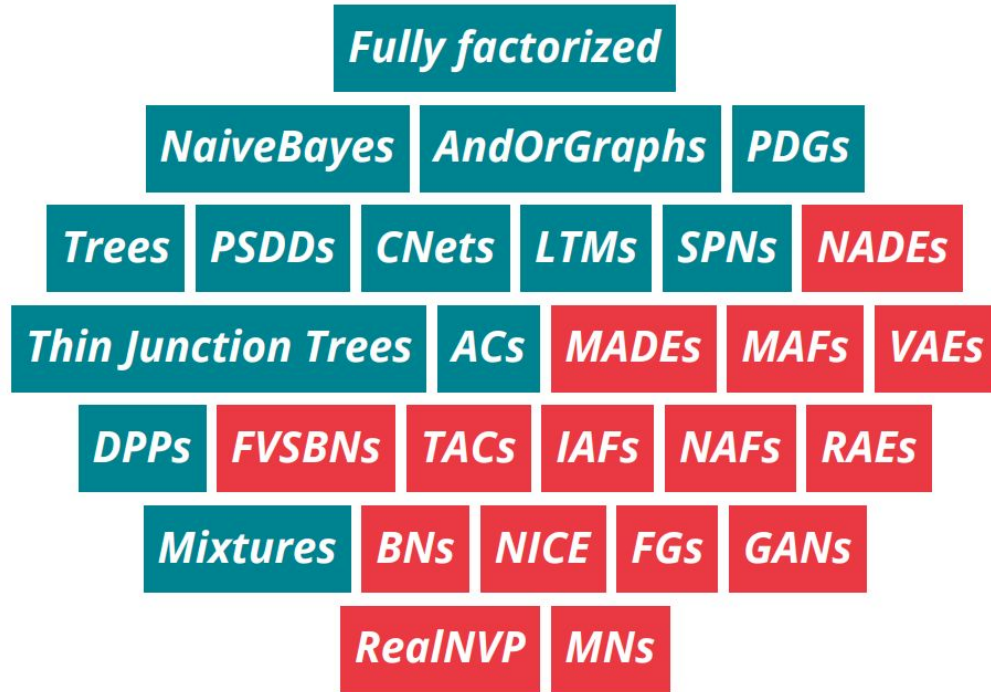 Fully factorized
NaiveBayes AndOrGraphs PDGs
Trees PSDDs CNets LTMs SPNs NADEs
Thin Junction Trees ACs MADEs MAFs VAEs
DPPs FVSBNs TACs IAFs NAFs RAEs
Mixtures BNs NICE FGs GANs
RealNVP MNs